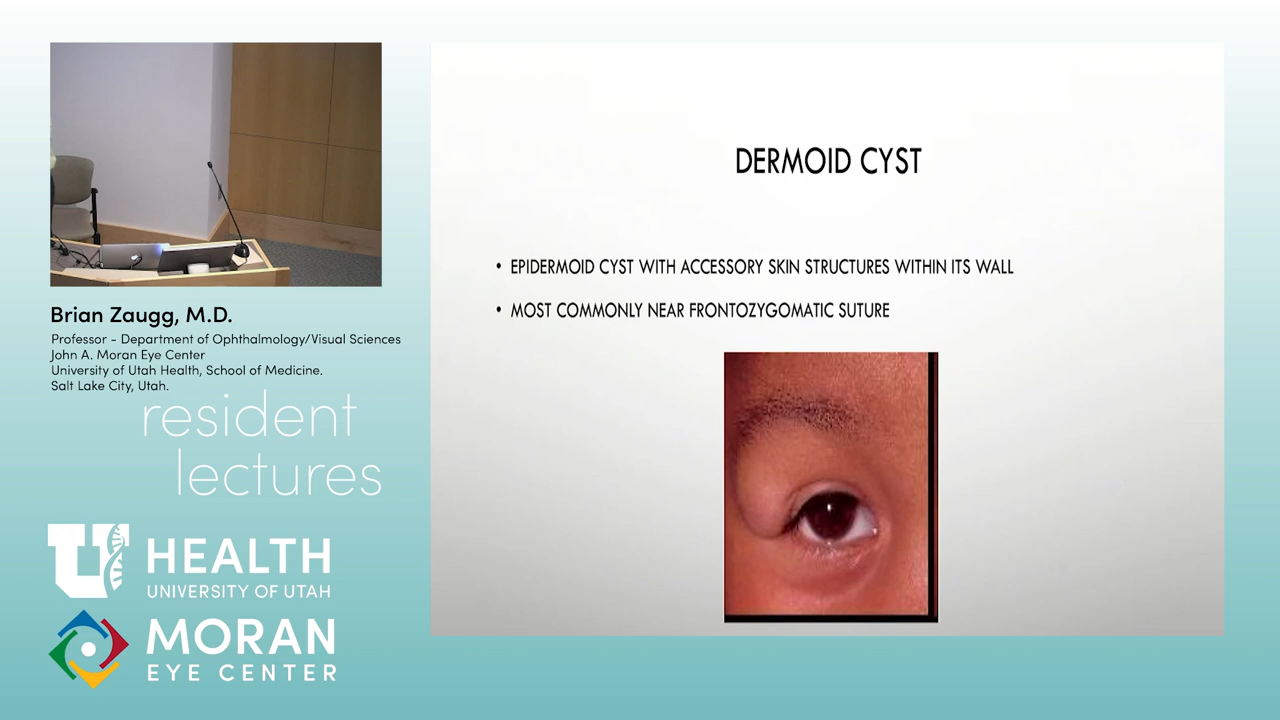 Brian Zaugg, M.D.
Professor - Department of Ophthalmology/Visual Sciences
John A. Moran Eye Center
University of Utah Health, School of Medicine.
Salt Lake City, Utah.
resident
lectures
U HEALTH
UNIVERSITY OF UTAH
MORAN
EYE CENTER
DERMOID CYST
• EPIDERMOID CYST WITH ACCESSORY SKIN STRUCTURES WITHIN ITS WALL
• MOST COMMONLY NEAR FRONTOZYGOMATIC SUTURE